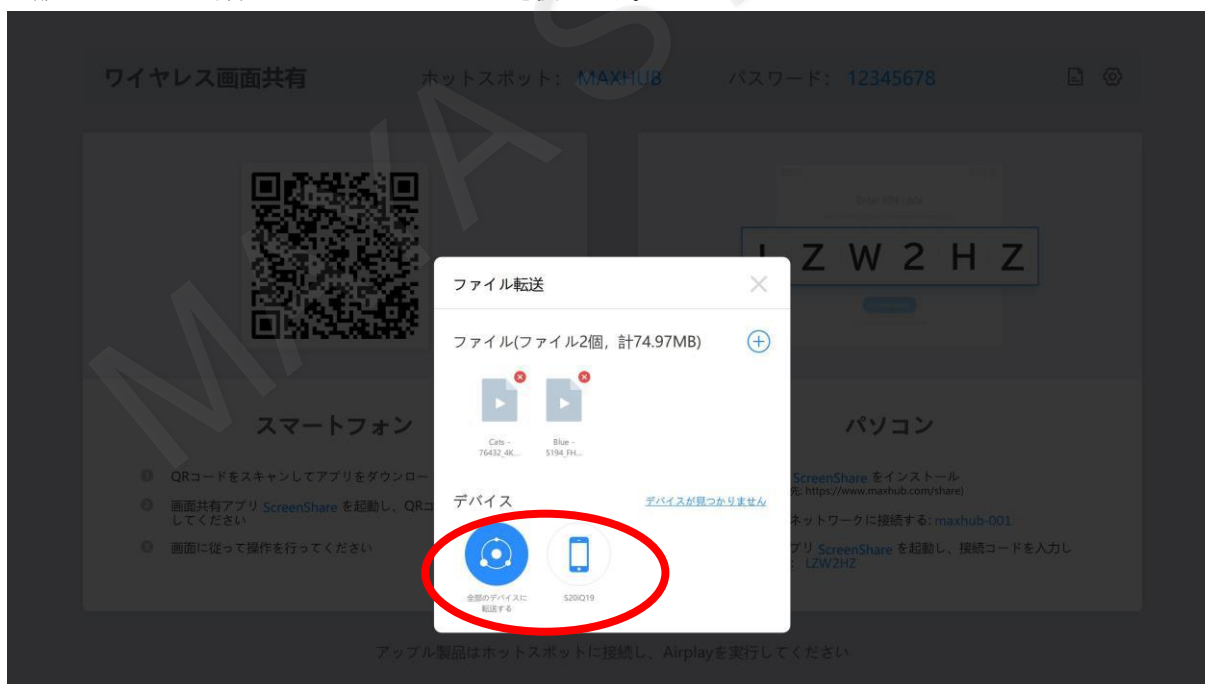 ワイヤレス画面共有
ホットスポット: MAXHUB
パスワード: 12345678
Z W 2 H Z
ファイル転送
ファイル(ファイル2個, 計74.97MB)
Cats -
76432_4K...
Blue -
5194_FH...
デバイス
デバイスが見つかりません
全部のデバイスに
転送する
S20iQ19
スマートフォン
QRコードをスキャンしてアプリをダウンロー
画面共有アプリ ScreenShare を起動し、QRコ
してください
画面に従って操作を行ってください
パソコン
ScreenShare をインストール
先: https://www.maxhub.com/share)
ネットワークに接続する: maxhub-001
プリ ScreenShare を起動し、接続コードを入力し
: LZW2HZ
アップル製品はホットスポットに接続し、Airplayを実行してください